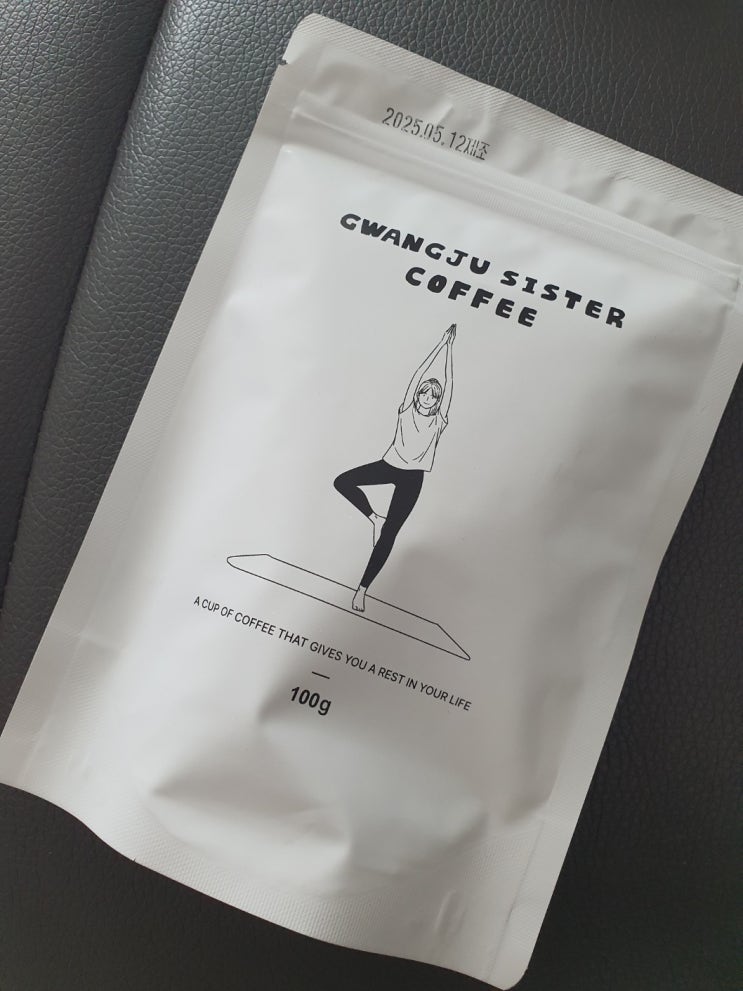 2025.05.12제조
GWANGJU SISTER
COFFEE
A CUP OF COFFEE THAT GIVES YOU A REST IN YOUR LIFE
100g